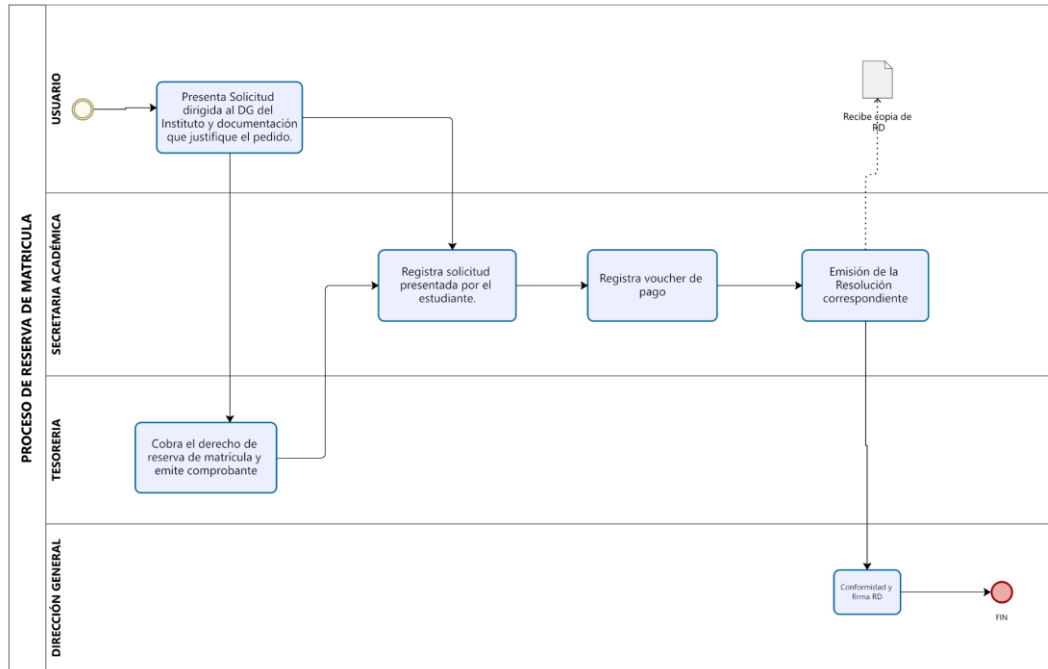 PROCESO DE RESERVA DE MATRICULA
USUARIO
Presenta Solicitud
dirigida al DG del
Instituto y documentación
que justifique el pedido.
Recibe copia de
RD
SECRETARIA ACADÉMICA
Registra solicitud
presentada por el
estudiante.
Registra voucher de
pago
Emisión de la
Resolución
correspondiente
TESORERIA
Cobra el derecho de
reserva de matrícula y
emite comprobante
DIRECCIÓN GENERAL
Conformidad y
firma RD
FIN